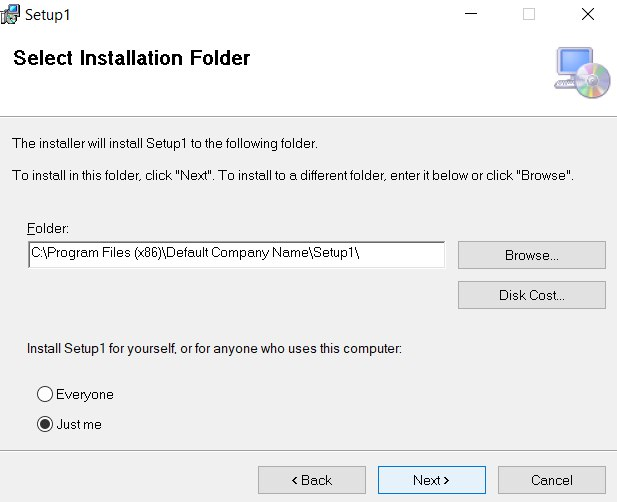 Setup1
Select Installation Folder
The installer will install Setup1 to the following folder.
To install in this folder, click "Next". To install to a different folder, enter it below or click "Browse".
Folder:
C:\Program Files (x86)\Default Company Name\Setup1\
Browse...
Disk Cost...
Install Setup1 for yourself, or for anyone who uses this computer:
Everyone
Just me
< Back
Next >
Cancel